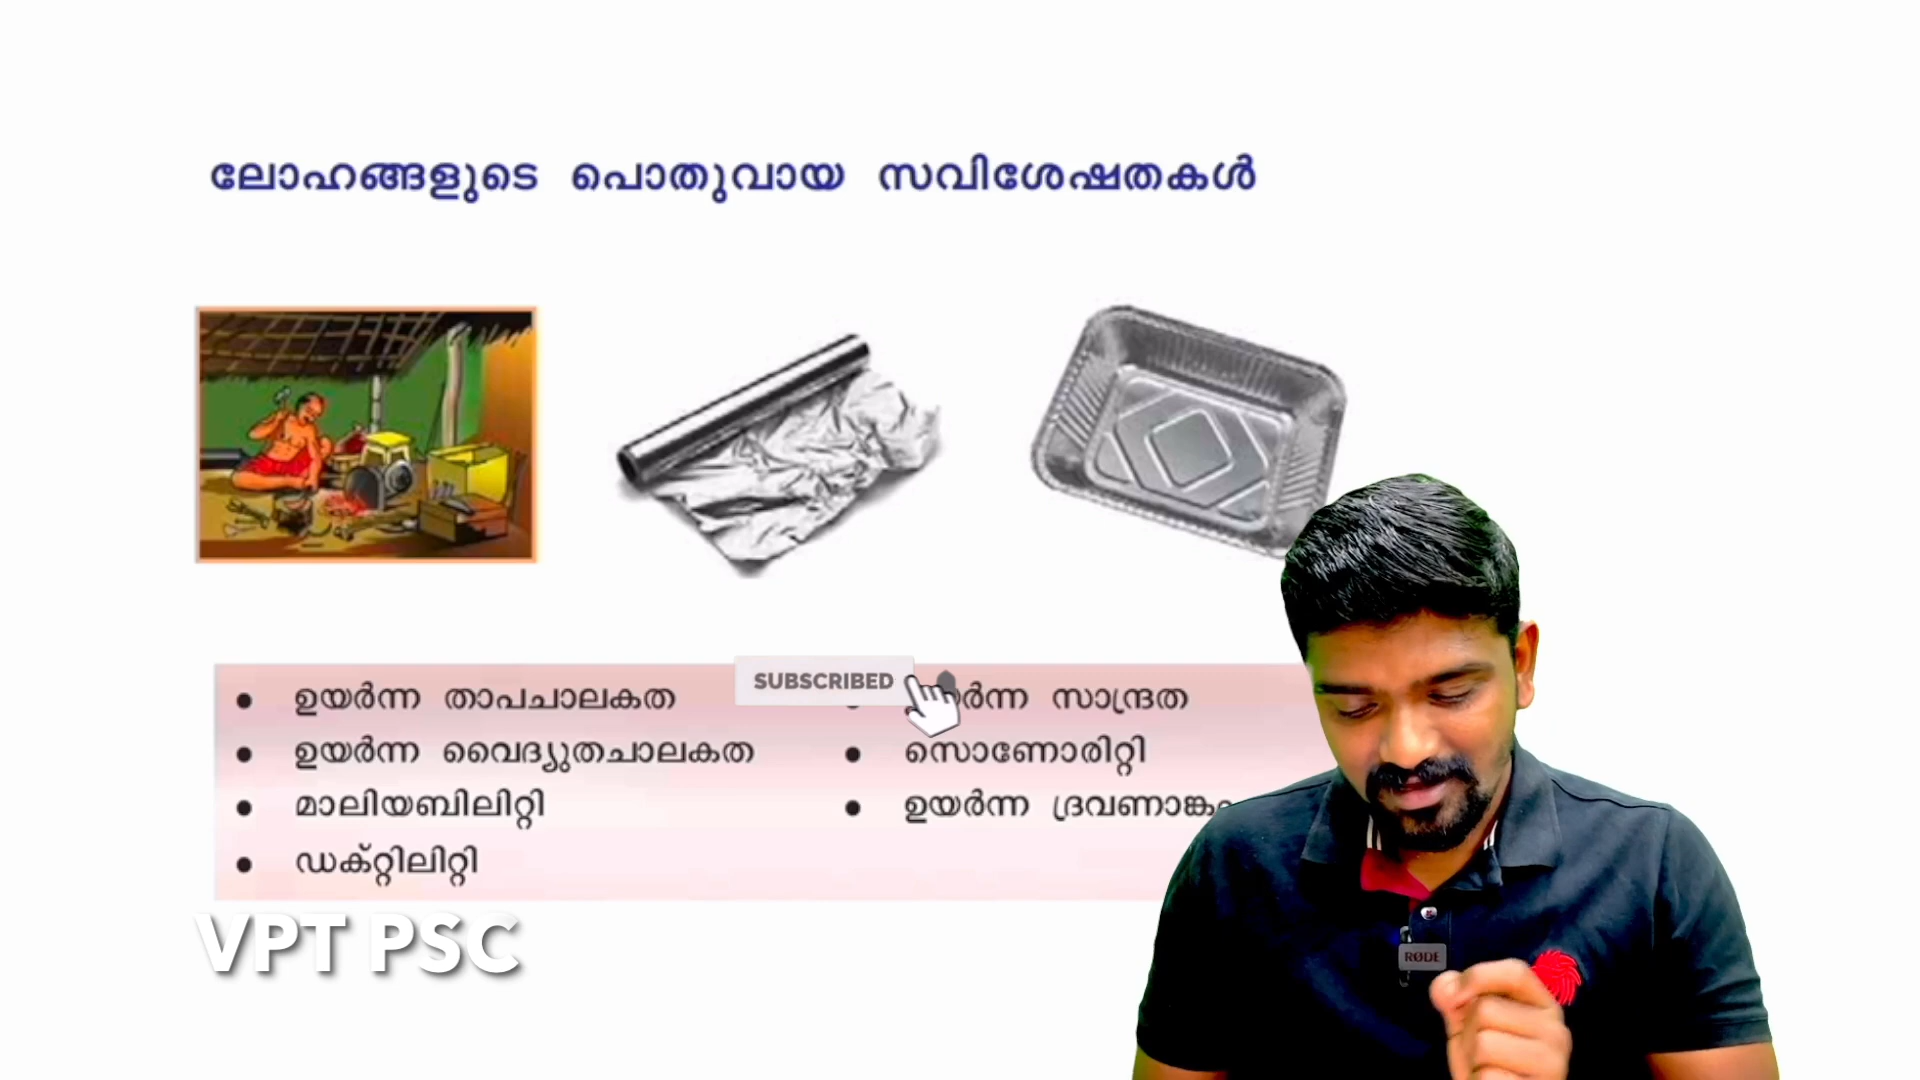 ലോഹങ്ങളുടെ പൊതുവായ സവിശേഷതകൾ
SUBSCRIBED
ഉയർന്ന താപചാലകത
ഉയർന്ന വൈദ്യുതചാലകത
മാലിയബിലിറ്റി
ഡക്റ്റിലിറ്റി
സാന്ദ്രത
സൊണോരിറ്റി
ഉയർന്ന ദ്രവണാങ്കം
VPT PSC
RØDE